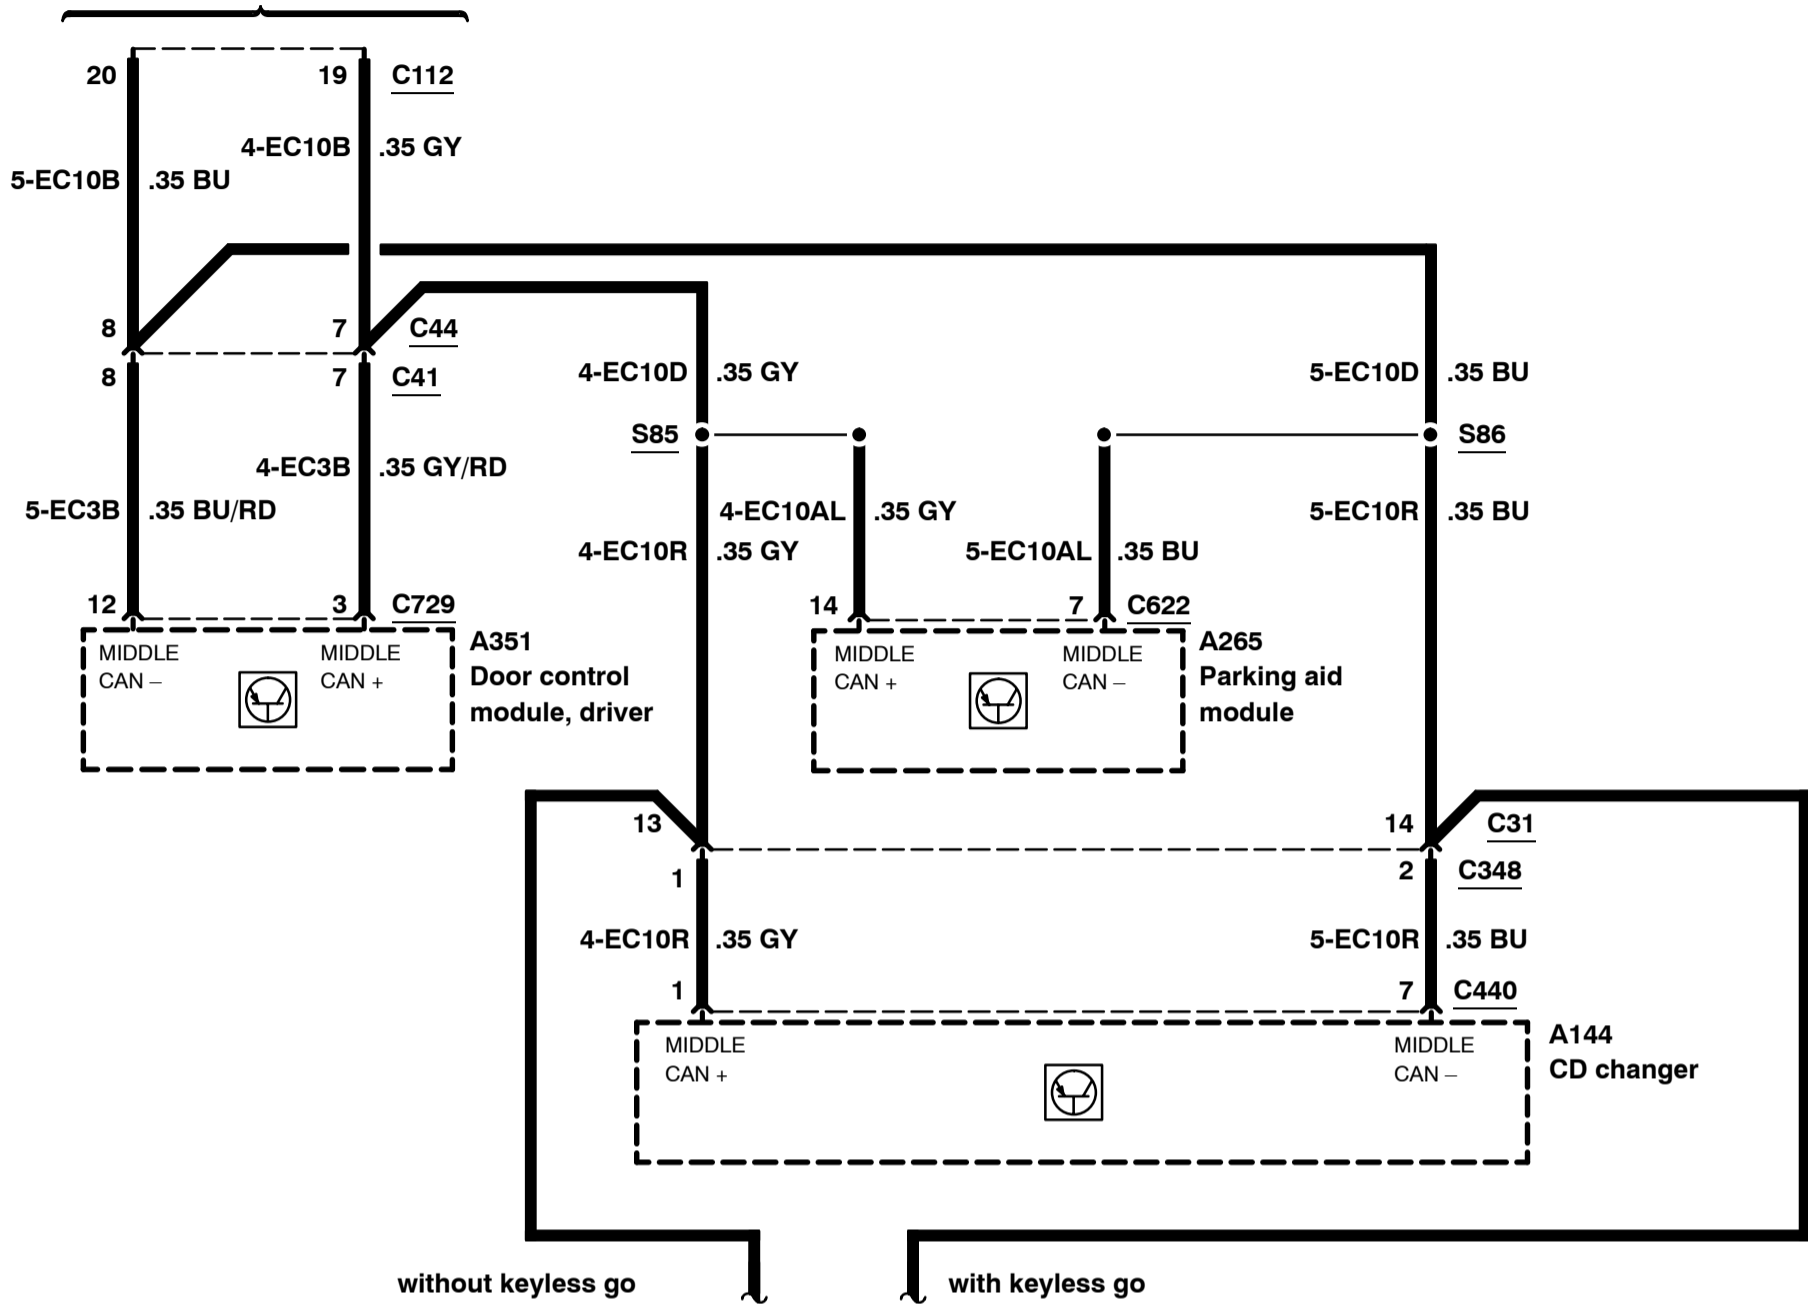 20 19 C112
4-EC10B .35 GY
5-EC10B .35 BU
8 7 C44
8 7 C41
4-EC10D .35 GY 5-EC10D .35 BU
S85 S86
4-EC3B .35 GY/RD
5-EC3B .35 BU/RD 4-EC10AL .35 GY 5-EC10R .35 BU
4-EC10R .35 GY 5-EC10AL .35 BU
12 3 C729 14 7 C622
A351
Door control
module, driver
MIDDLE
CAN –
MIDDLE
CAN +
A265
Parking aid
module
MIDDLE
CAN +
MIDDLE
CAN –
13 14 C31
1 2 C348
4-EC10R .35 GY 5-EC10R .35 BU
1 7 C440
A144
CD changer
MIDDLE
CAN +
MIDDLE
CAN –
without keyless go with keyless go